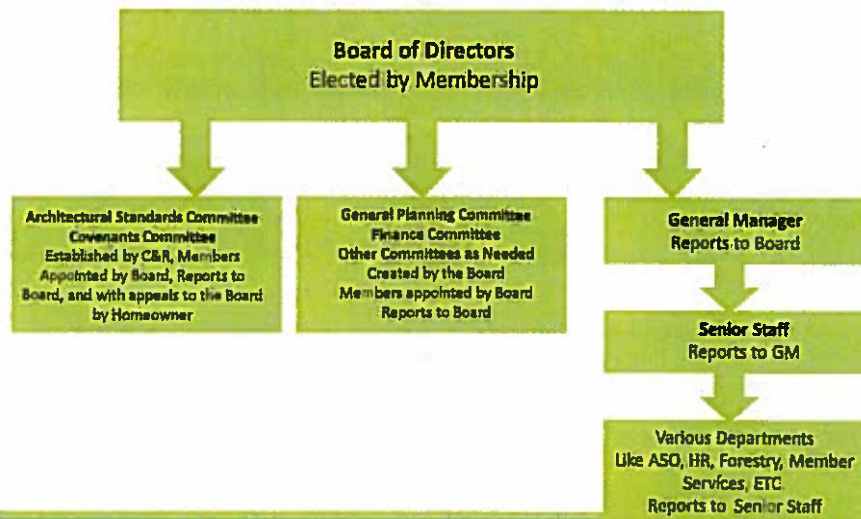 Board of Directors
Elected by Membership
Architectural Standards Committee
Covenants Committee
Established by C&R, Members
Appointed by Board, Reports to
Board, and with appeals to the Board
by Homeowner
General Planning Committee
Finance Committee
Other Committees as Needed
Created by the Board
Members appointed by Board
Reports to Board
General Manager
Reports to Board
Senior Staff
Reports to GM
Various Departments
Like ASO, HR, Forestry, Member
Services, ETC
Reports to Senior Staff